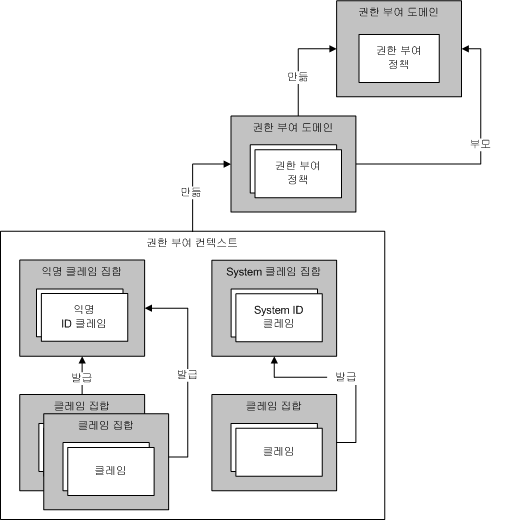 권한 부여 도메인
권한 부여
정책
만듦
권한 부여 도메인
부모
권한 부여
정책
만듦
권한 부여 컨텍스트
익명 클레임 집합
System 클레임 집합
익명
ID 클레임
System ID
클레임
발급
발급
발급
클레임 집합
클레임 집합
클레임 집합
클레임
클레임